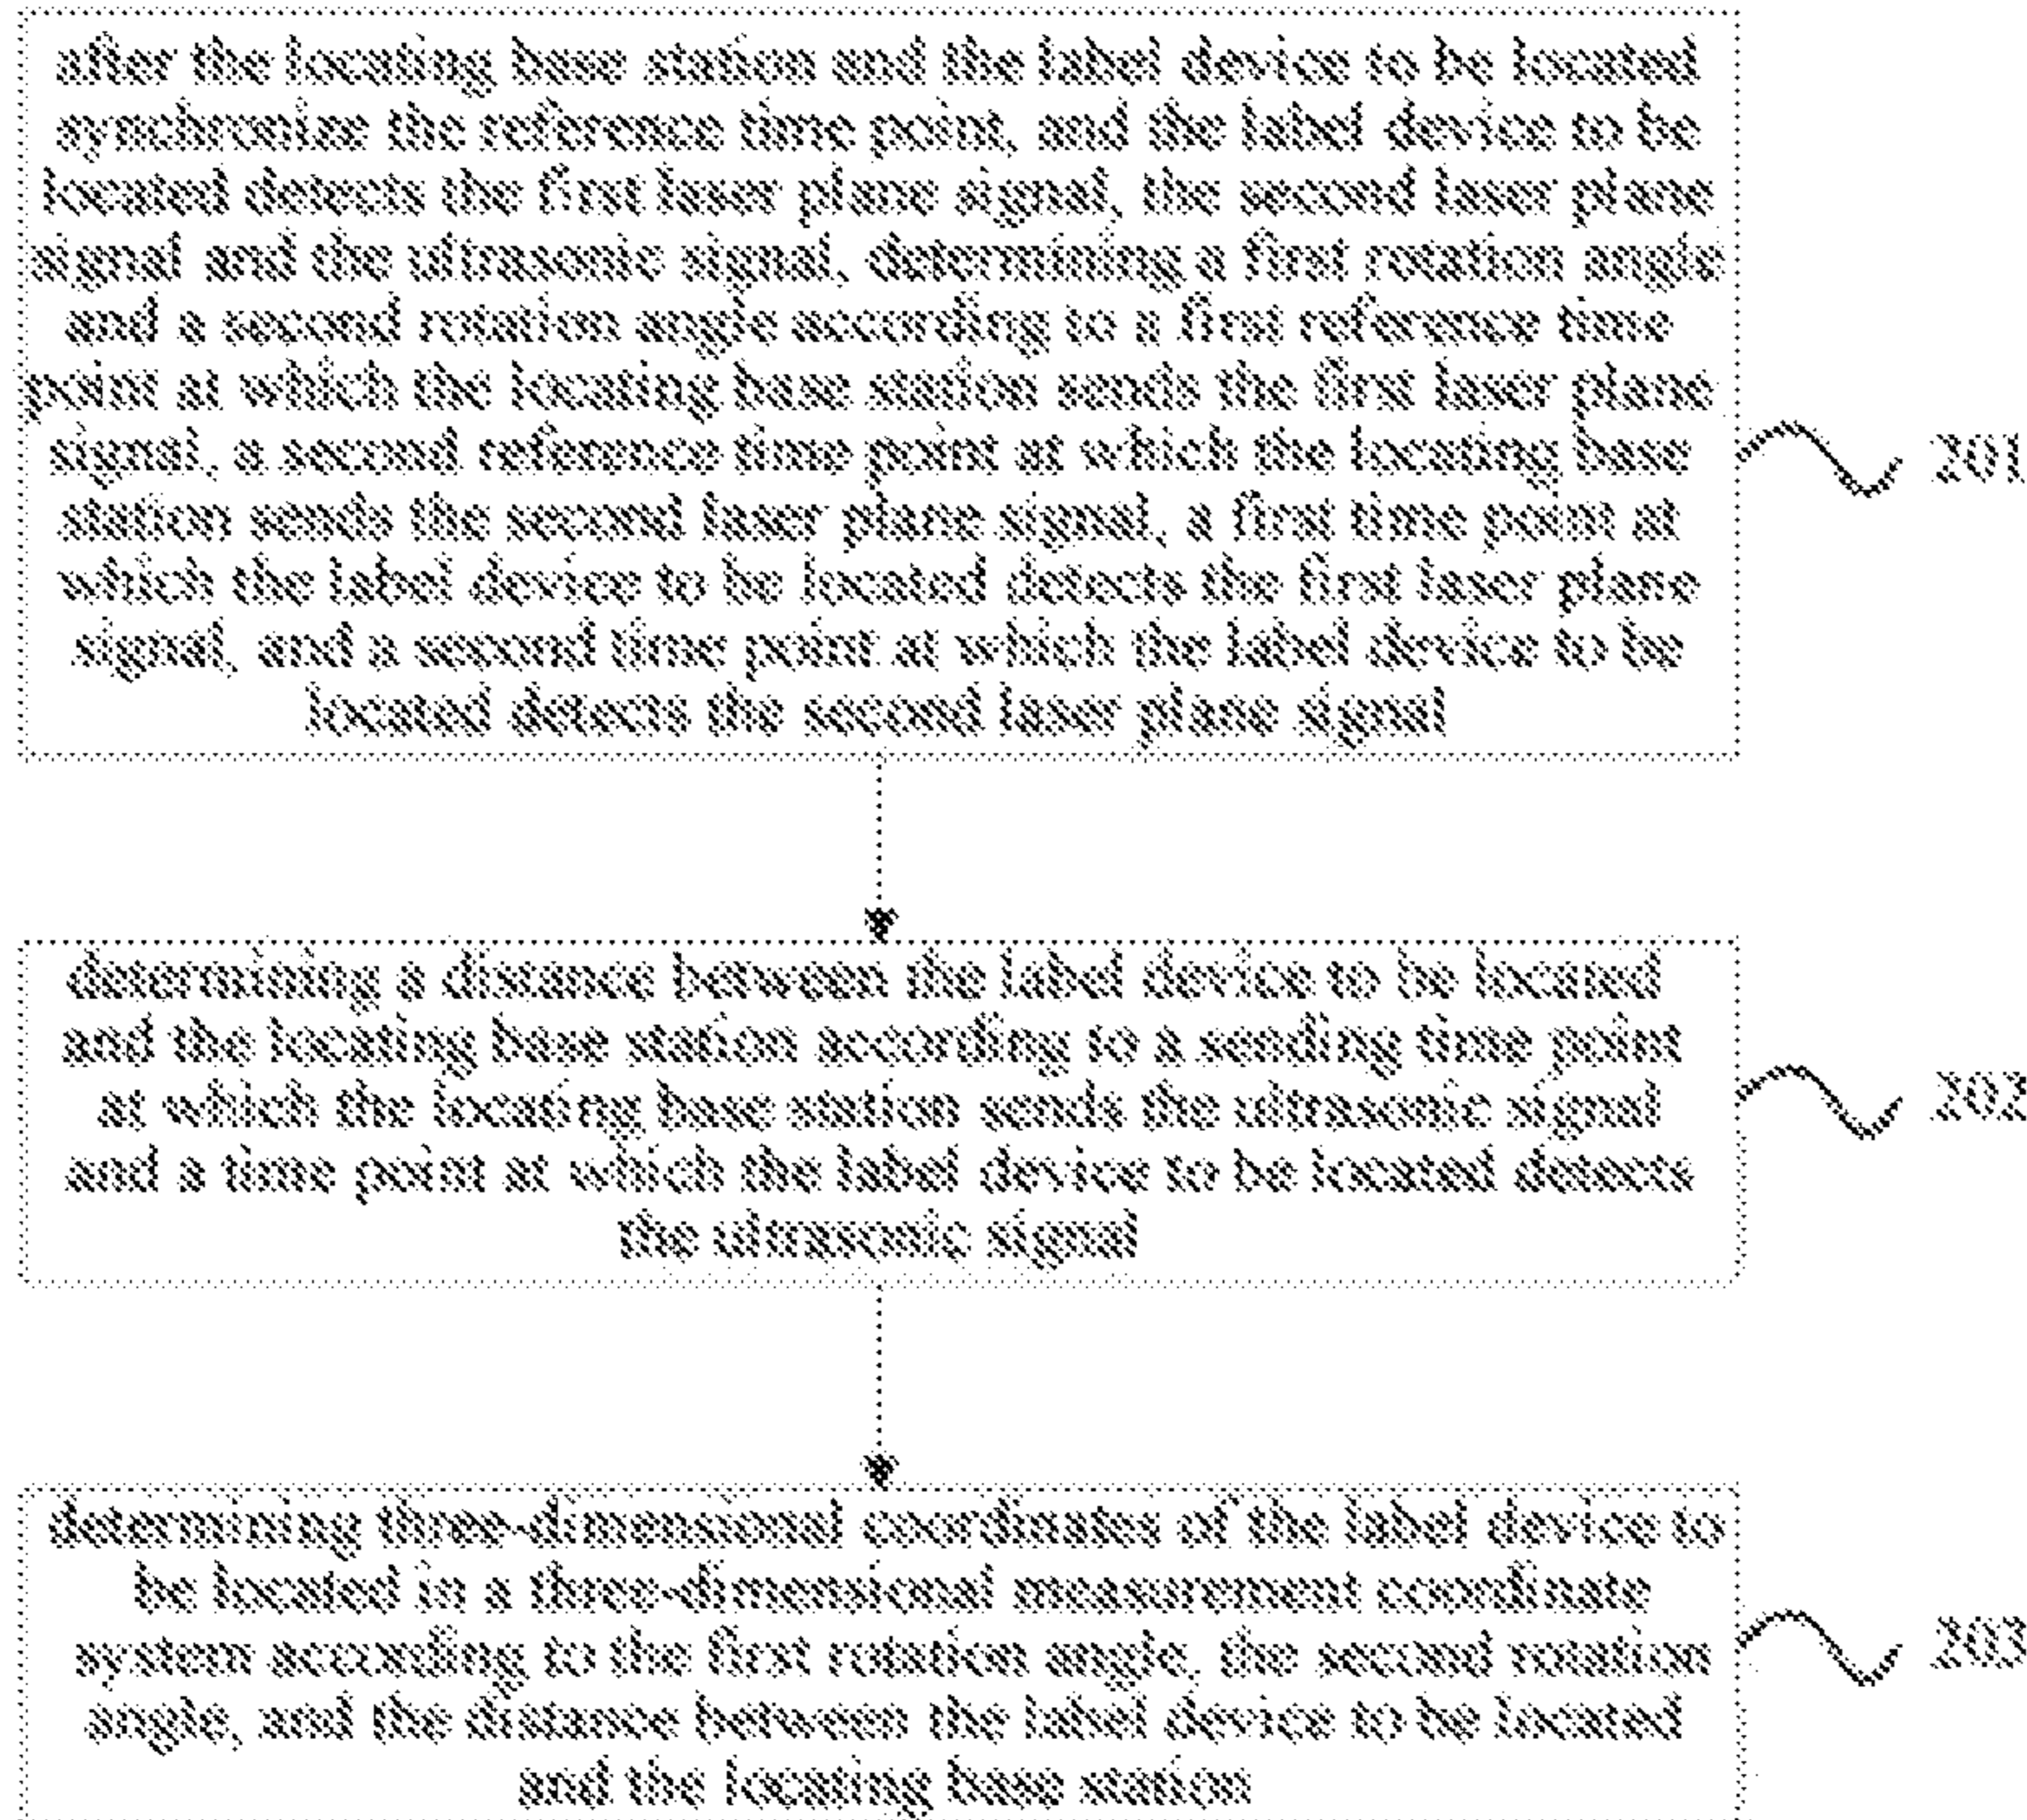 after the locating base station and the label device to be located
synchronize the reference time point, and the label device to be
located detects the first laser plane signal, the second laser plane
signal and the ultrasonic signal, determining a first rotation angle
and a second rotation angle according to a first reference time
point at which the locating base station sends the first laser plane
signal, a second reference time point at which the locating base
station sends the second laser plane signal, a first time point at
which the label device to be located detects the first laser plane
signal, and a second time point at which the label device to be
located detects the second laser plane signal
201
determining a distance between the label device to be located
and the locating base station according to a sending time point
at which the locating base station sends the ultrasonic signal
and a time point at which the label device to be located detects
the ultrasonic signal
202
determining three-dimensional coordinates of the label device to
be located in a three-dimensional measurement coordinate
system according to the first rotation angle, the second rotation
angle, and the distance between the label device to be located
and the locating base station
203